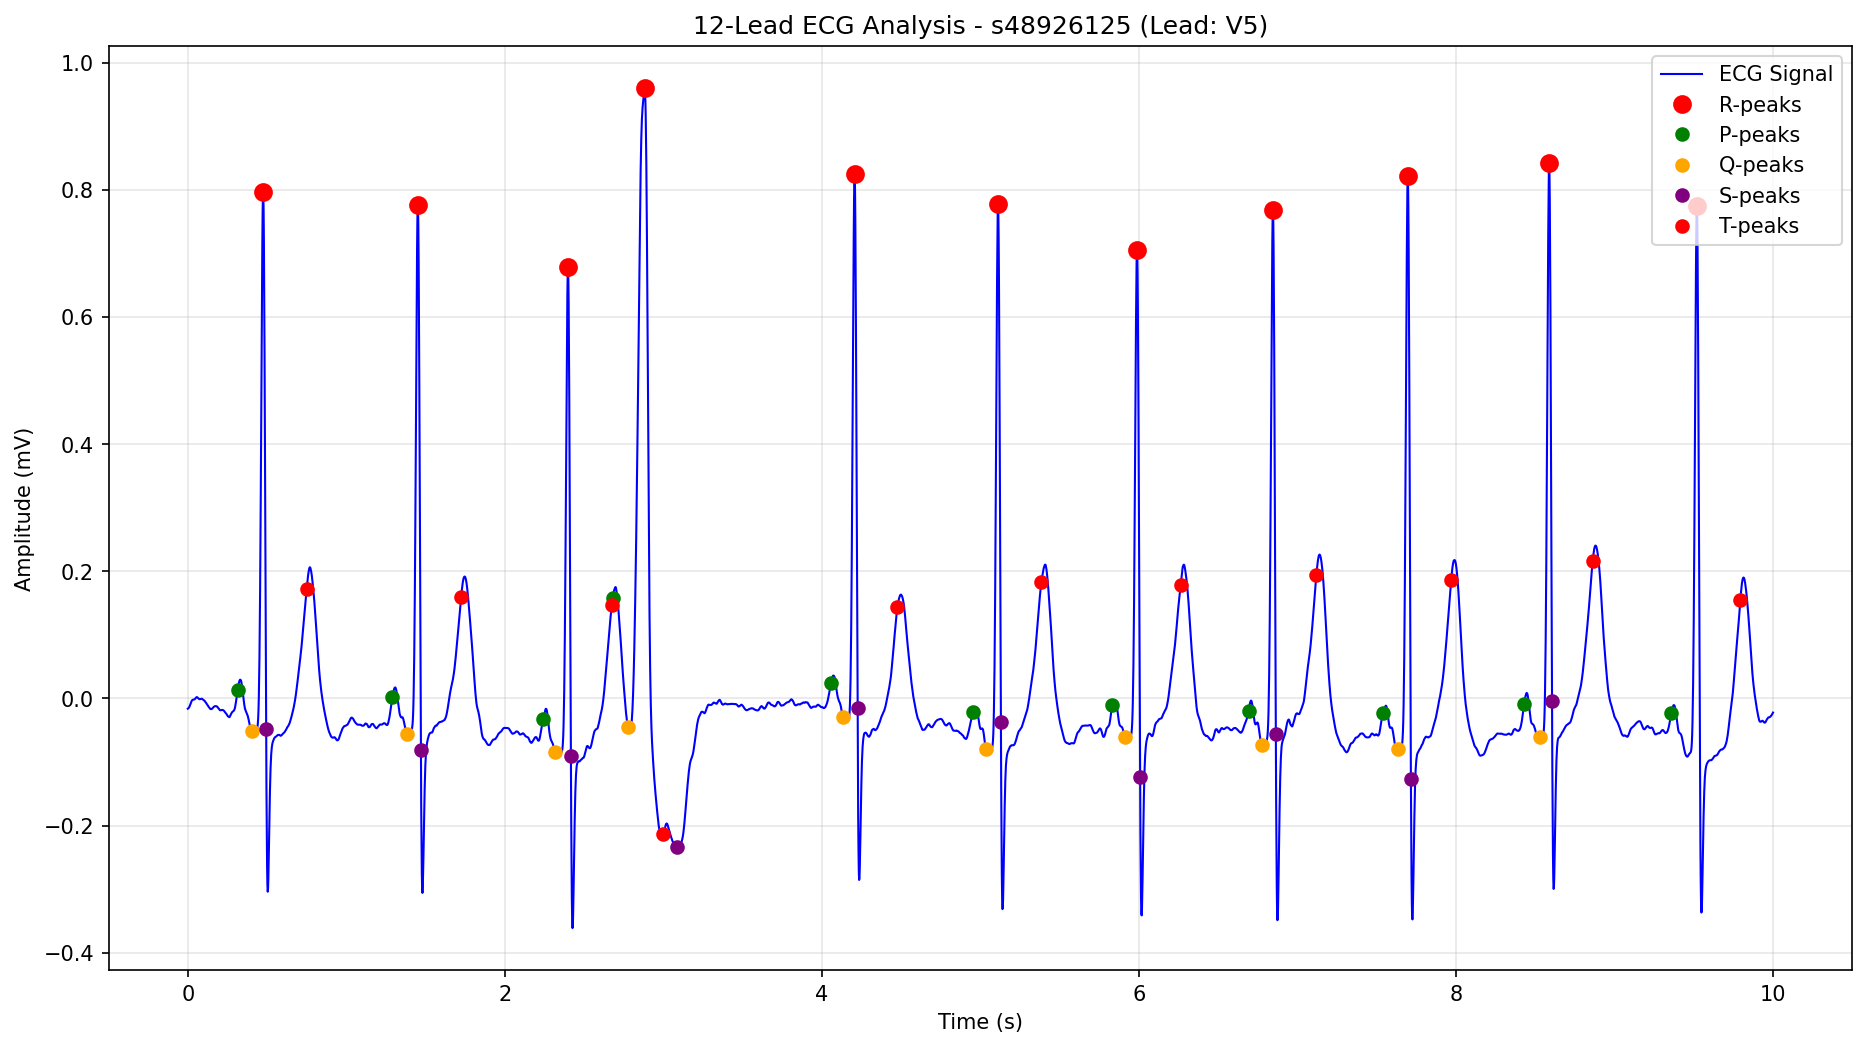 12-Lead ECG Analysis - s48926125 (Lead: V5)
ECG Signal
R-peaks
P-peaks
Q-peaks
S-peaks
T-peaks
Amplitude (mV)
1.0
0.8
0.6
0.4
0.2
0.0
−0.2
−0.4
0 2 4 6 8 10
Time (s)